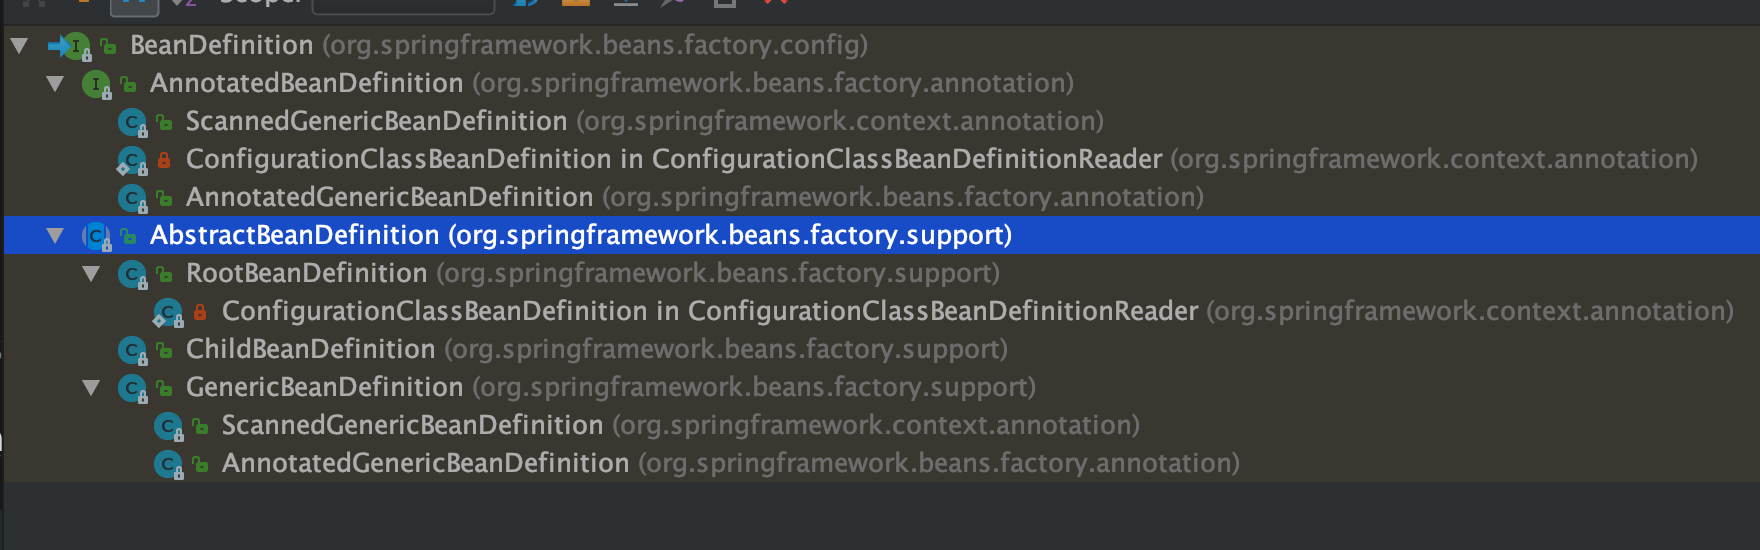 Scope:
BeanDefinition (org.springframework.beans.factory.config)
AnnotatedBeanDefinition (org.springframework.beans.factory.annotation)
ScannedGenericBeanDefinition (org.springframework.context.annotation)
ConfigurationClassBeanDefinition in ConfigurationClassBeanDefinitionReader (org.springframework.context.annotation)
AnnotatedGenericBeanDefinition (org.springframework.beans.factory.annotation)
AbstractBeanDefinition (org.springframework.beans.factory.support)
RootBeanDefinition (org.springframework.beans.factory.support)
ConfigurationClassBeanDefinition in ConfigurationClassBeanDefinitionReader (org.springframework.context.annotation)
ChildBeanDefinition (org.springframework.beans.factory.support)
GenericBeanDefinition (org.springframework.beans.factory.support)
ScannedGenericBeanDefinition (org.springframework.context.annotation)
AnnotatedGenericBeanDefinition (org.springframework.beans.factory.annotation)